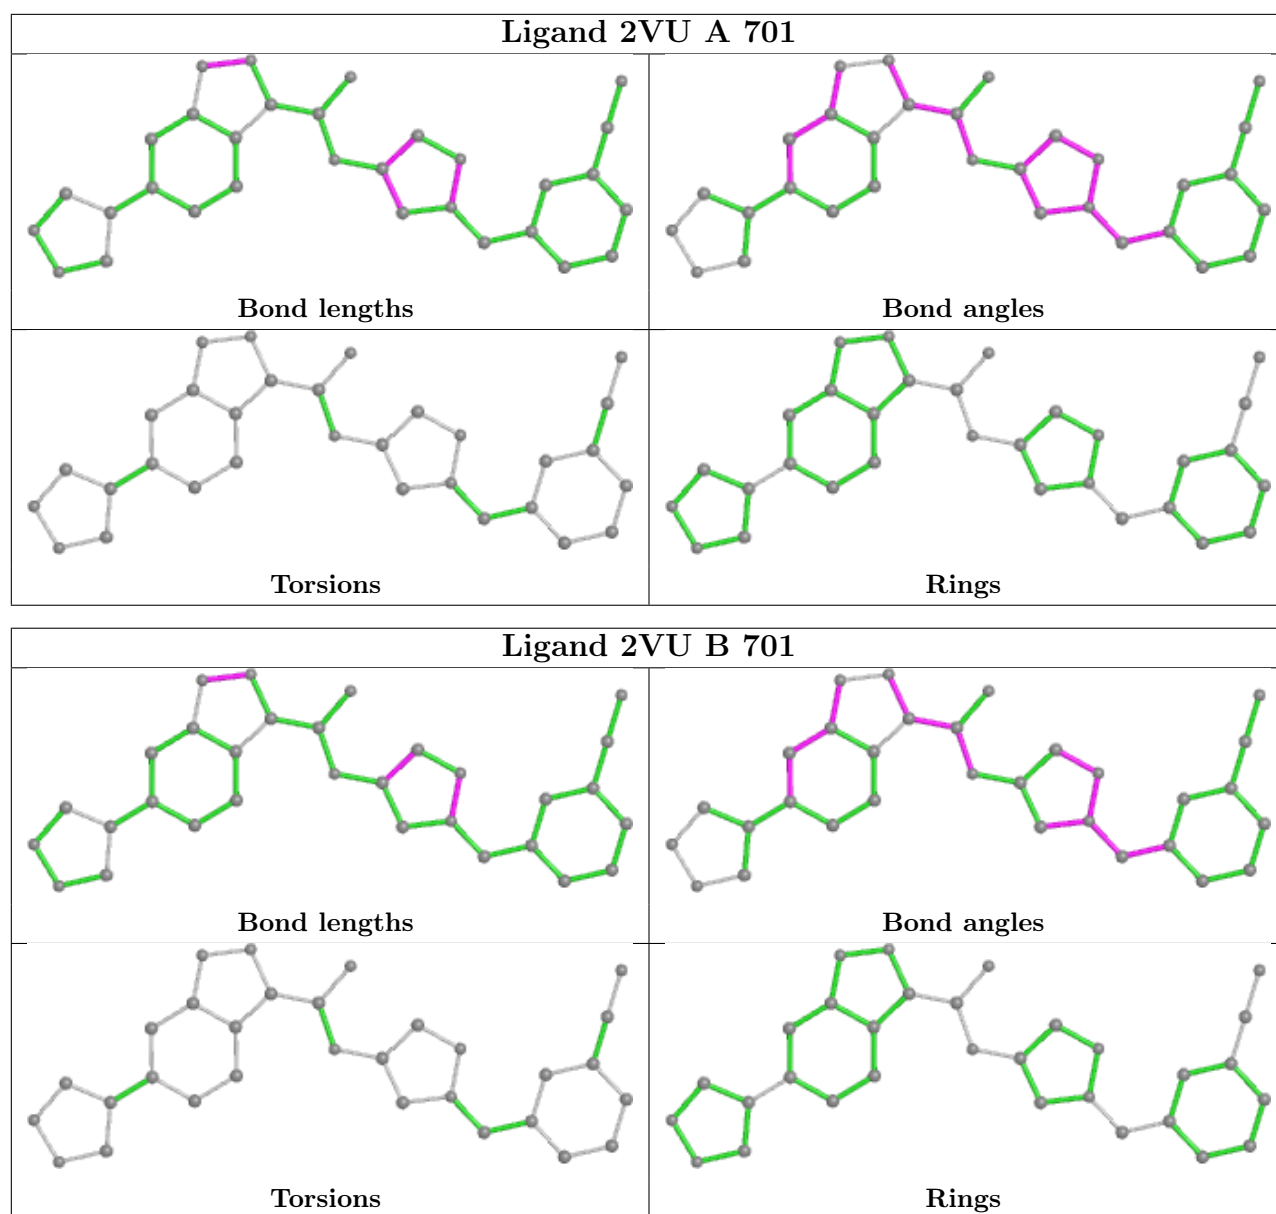 Ligand 2VU A 701
Bond lengths
Bond angles
Torsions
Rings
Ligand 2VU B 701
Bond lengths
Bond angles
Torsions
Rings